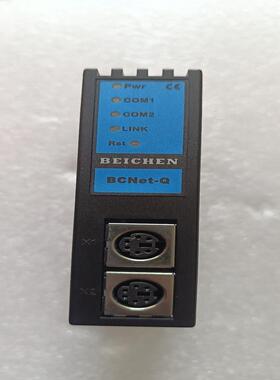 Pwr CE
COM1
COM2
LINK
Rst
BEICHEN
BCNet-Q
X1
X2